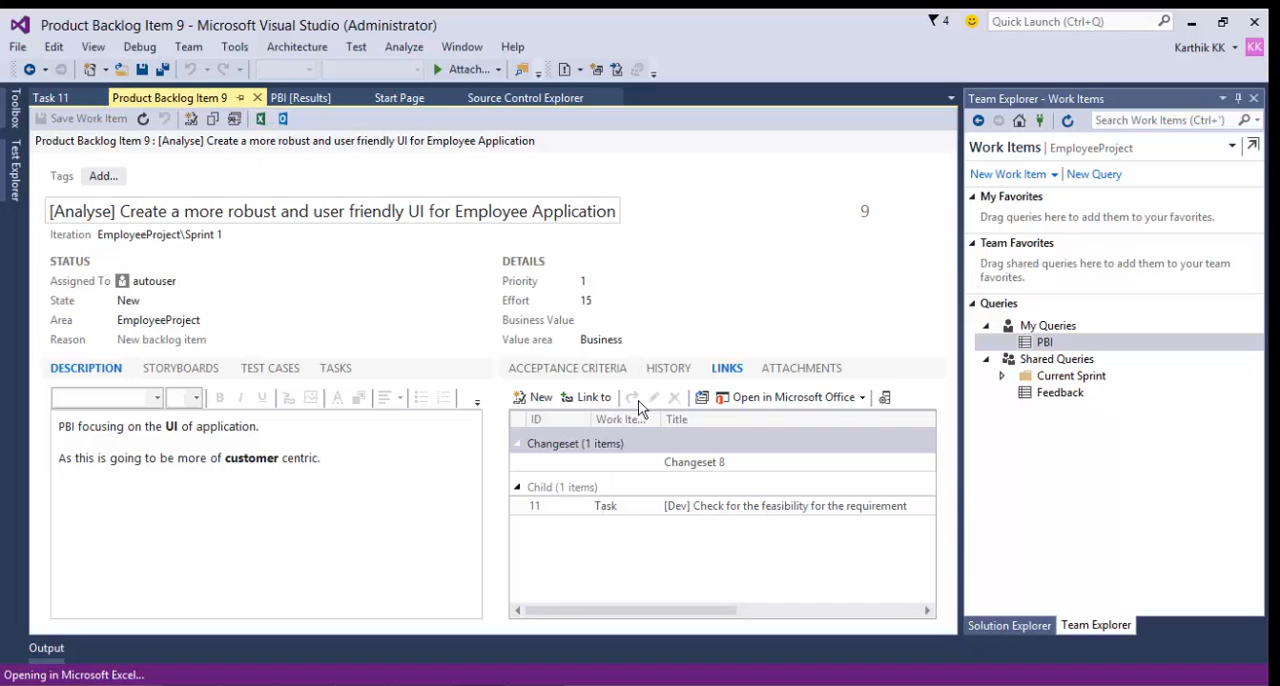 Product Backlog Item 9 - Microsoft Visual Studio (Administrator)
4
Quick Launch (Ctrl+Q)
File Edit View Debug Team Tools Architecture Test Analyze Window Help
Karthik KK KK
Attach...
Toolbox
Test Explorer
Task 11 Product Backlog Item 9 PBI [Results] Start Page Source Control Explorer
Save Work Item
Product Backlog Item 9 : [Analyse] Create a more robust and user friendly UI for Employee Application
Tags Add...
[Analyse] Create a more robust and user friendly UI for Employee Application 9
Iteration EmployeeProject\Sprint 1
STATUS
Assigned To autouser
State New
Area EmployeeProject
Reason New backlog item
DETAILS
Priority 1
Effort 15
Business Value
Value area Business
DESCRIPTION STORYBOARDS TEST CASES TASKS
B I U A
PBI focusing on the UI of application.
As this is going to be more of customer centric.
ACCEPTANCE CRITERIA HISTORY LINKS ATTACHMENTS
New Link to Open in Microsoft Office
ID Work Ite... Title
Changeset (1 items)
Changeset 8
Child (1 items)
11 Task [Dev] Check for the feasibility for the requirement
Team Explorer - Work Items
Search Work Items (Ctrl+')
Work Items | EmployeeProject
New Work Item | New Query
My Favorites
Drag queries here to add them to your favorites.
Team Favorites
Drag shared queries here to add them to your team
favorites.
Queries
My Queries
PBI
Shared Queries
Current Sprint
Feedback
Solution Explorer Team Explorer
Output
Opening in Microsoft Excel...